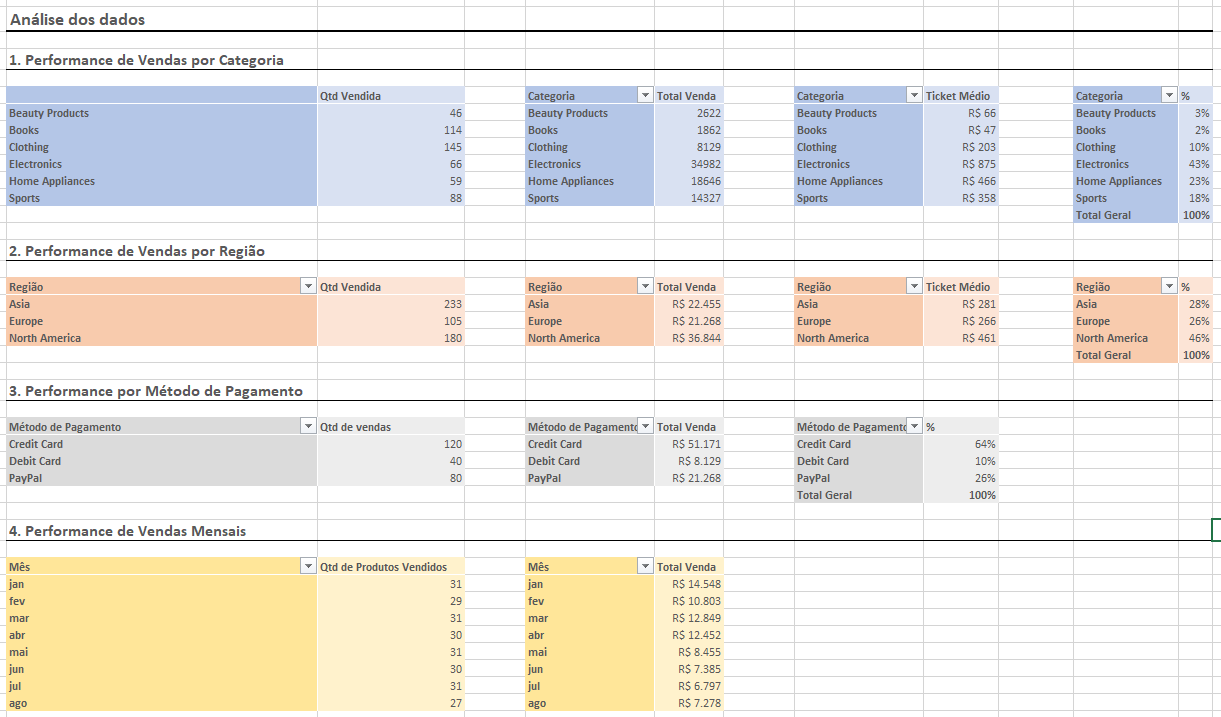 Análise dos dados
1. Performance de Vendas por Categoria
Qtd Vendida Categoria Total Venda Categoria Ticket Médio Categoria %
Beauty Products 46 Beauty Products 2622 Beauty Products R$ 66 Beauty Products 3%
Books 114 Books 1862 Books R$ 47 Books 2%
Clothing 145 Clothing 8129 Clothing R$ 203 Clothing 10%
Electronics 66 Electronics 34982 Electronics R$ 875 Electronics 43%
Home Appliances 59 Home Appliances 18646 Home Appliances R$ 466 Home Appliances 23%
Sports 88 Sports 14327 Sports R$ 358 Sports 18%
Total Geral 100%
2. Performance de Vendas por Região
Região Qtd Vendida Região Total Venda Região Ticket Médio Região %
Asia 233 Asia R$ 22.455 Asia R$ 281 Asia 28%
Europe 105 Europe R$ 21.268 Europe R$ 266 Europe 26%
North America 180 North America R$ 36.844 North America R$ 461 North America 46%
Total Geral 100%
3. Performance por Método de Pagamento
Método de Pagamento Qtd de vendas Método de Pagamento Total Venda Método de Pagamento %
Credit Card 120 Credit Card R$ 51.171 Credit Card 64%
Debit Card 40 Debit Card R$ 8.129 Debit Card 10%
PayPal 80 PayPal R$ 21.268 PayPal 26%
Total Geral 100%
4. Performance de Vendas Mensais
Mês Qtd de Produtos Vendidos Mês Total Venda
jan 31 jan R$ 14.548
fev 29 fev R$ 10.803
mar 31 mar R$ 12.849
abr 30 abr R$ 12.452
mai 31 mai R$ 8.455
jun 30 jun R$ 7.385
jul 31 jul R$ 6.797
ago 27 ago R$ 7.278